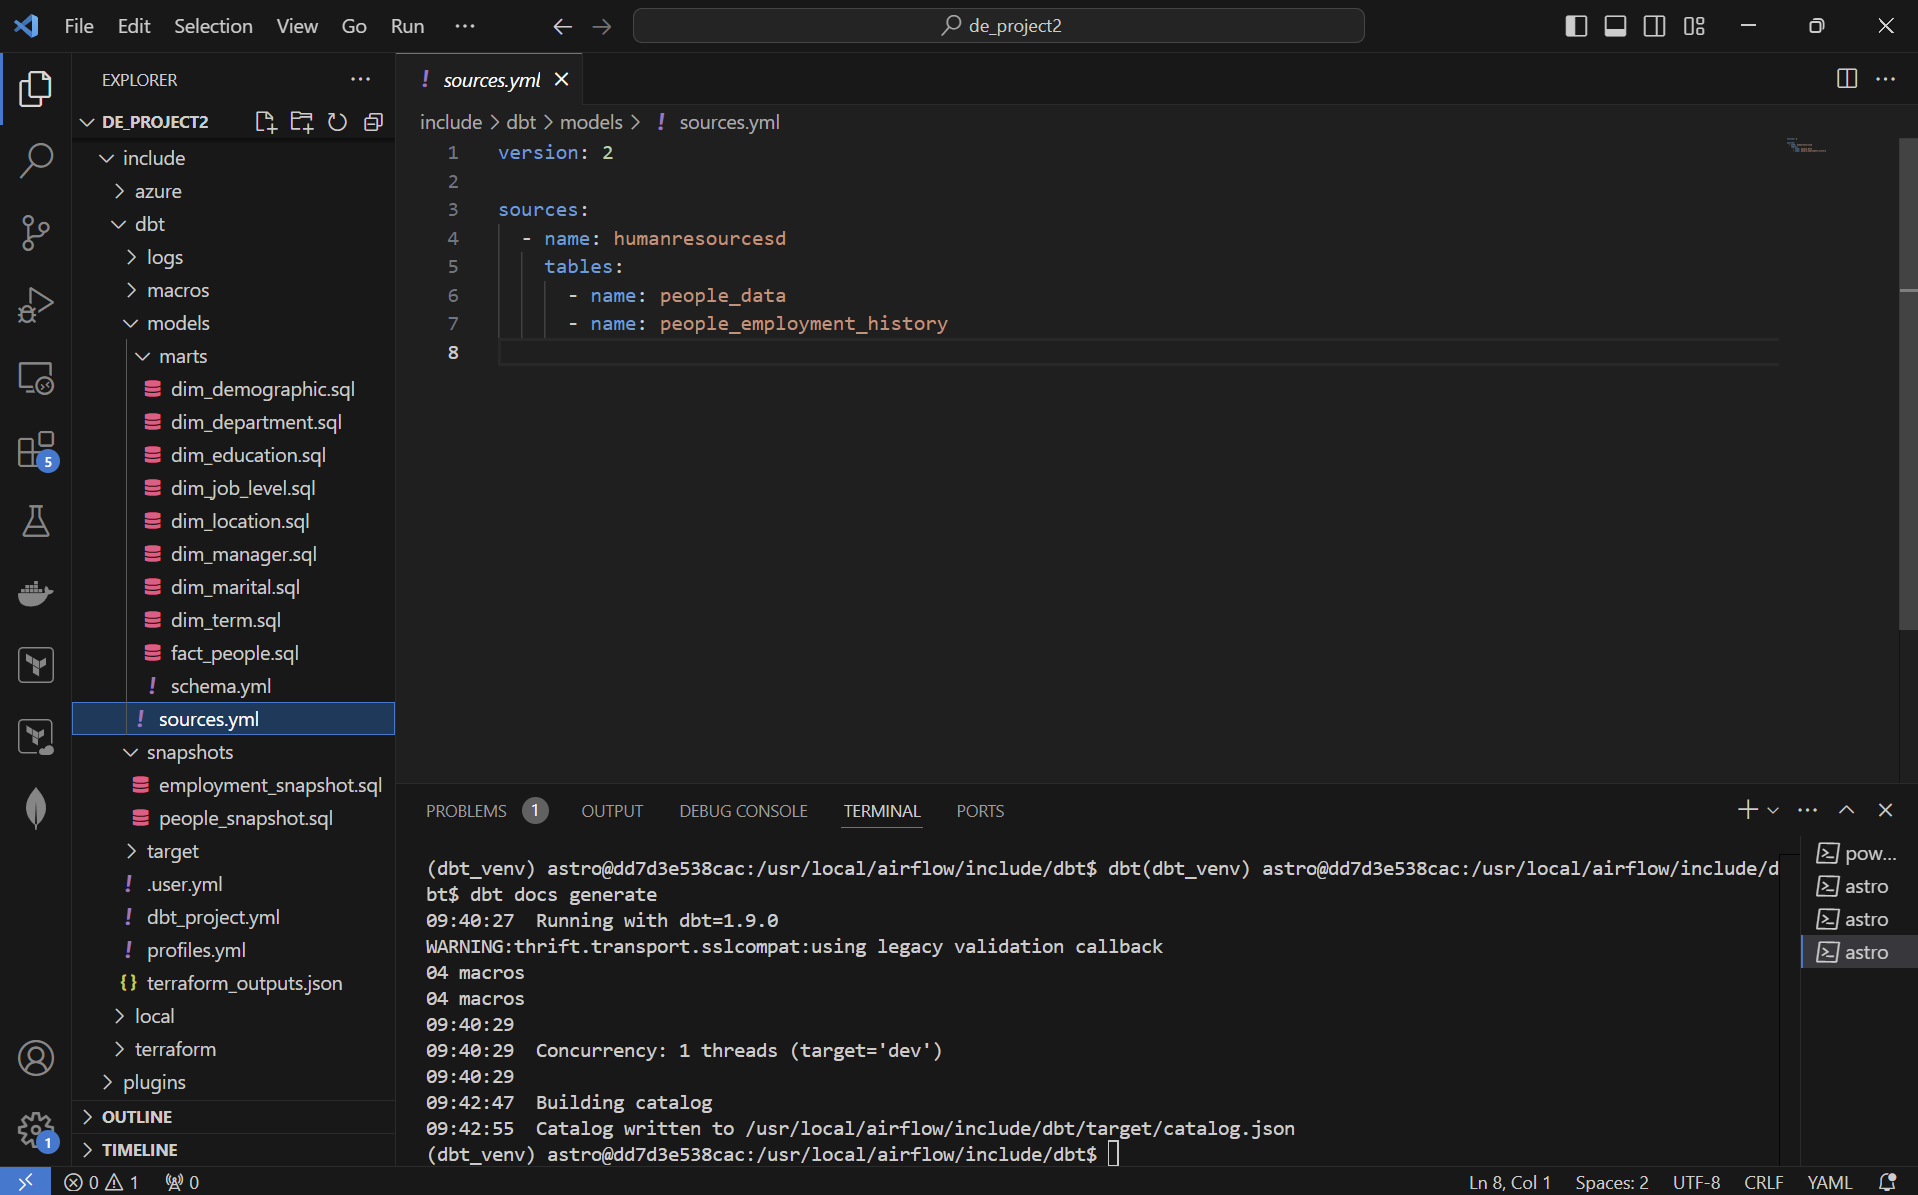 File Edit Selection View Go Run ··· de_project2
EXPLORER ···
DE_PROJECT2
include
azure
dbt
logs
macros
models
marts
dim_demographic.sql
dim_department.sql
dim_education.sql
dim_job_level.sql
dim_location.sql
dim_manager.sql
dim_marital.sql
dim_term.sql
fact_people.sql
! schema.yml
! sources.yml
snapshots
employment_snapshot.sql
people_snapshot.sql
target
! .user.yml
! dbt_project.yml
! profiles.yml
{} terraform_outputs.json
local
terraform
plugins
OUTLINE
TIMELINE
5
1
! sources.yml
include > dbt > models > ! sources.yml
1 version: 2
2
3 sources:
4 - name: humanresourcesd
5 tables:
6 - name: people_data
7 - name: people_employment_history
8
PROBLEMS 1 OUTPUT DEBUG CONSOLE TERMINAL PORTS
(dbt_venv) astro@dd7d3e538cac:/usr/local/airflow/include/dbt$ dbt(dbt_venv) astro@dd7d3e538cac:/usr/local/airflow/include/d
bt$ dbt docs generate
09:40:27 Running with dbt=1.9.0
WARNING:thrift.transport.sslcompat:using legacy validation callback
04 macros
04 macros
09:40:29
09:40:29 Concurrency: 1 threads (target='dev')
09:40:29
09:42:47 Building catalog
09:42:55 Catalog written to /usr/local/airflow/include/dbt/target/catalog.json
(dbt_venv) astro@dd7d3e538cac:/usr/local/airflow/include/dbt$
pow...
astro
astro
astro
0 1 0 Ln 8, Col 1 Spaces: 2 UTF-8 CRLF YAML